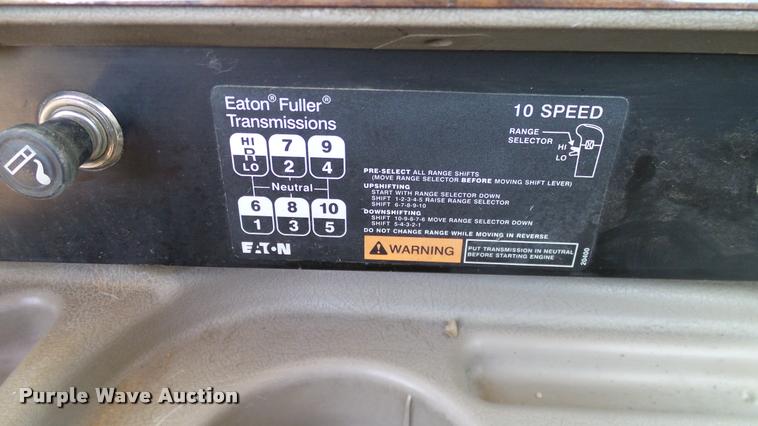 Eaton® Fuller®
Transmissions
10 SPEED
HI 7 9
R
LO 2 4
Neutral
6 8 10
1 3 5
EATON
RANGE
SELECTOR
HI
LO
PRE-SELECT ALL RANGE SHIFTS
(MOVE RANGE SELECTOR BEFORE MOVING SHIFT LEVER)
UPSHIFTING
START WITH RANGE SELECTOR DOWN
SHIFT 1-2-3-4-5 RAISE RANGE SELECTOR
SHIFT 6-7-8-9-10
DOWNSHIFTING
SHIFT 10-9-8-7-6 MOVE RANGE SELECTOR DOWN
SHIFT 5-4-3-2-1
DO NOT CHANGE RANGE WHILE MOVING IN REVERSE
WARNING
PUT TRANSMISSION IN NEUTRAL
BEFORE STARTING ENGINE
20450
Purple Wave Auction